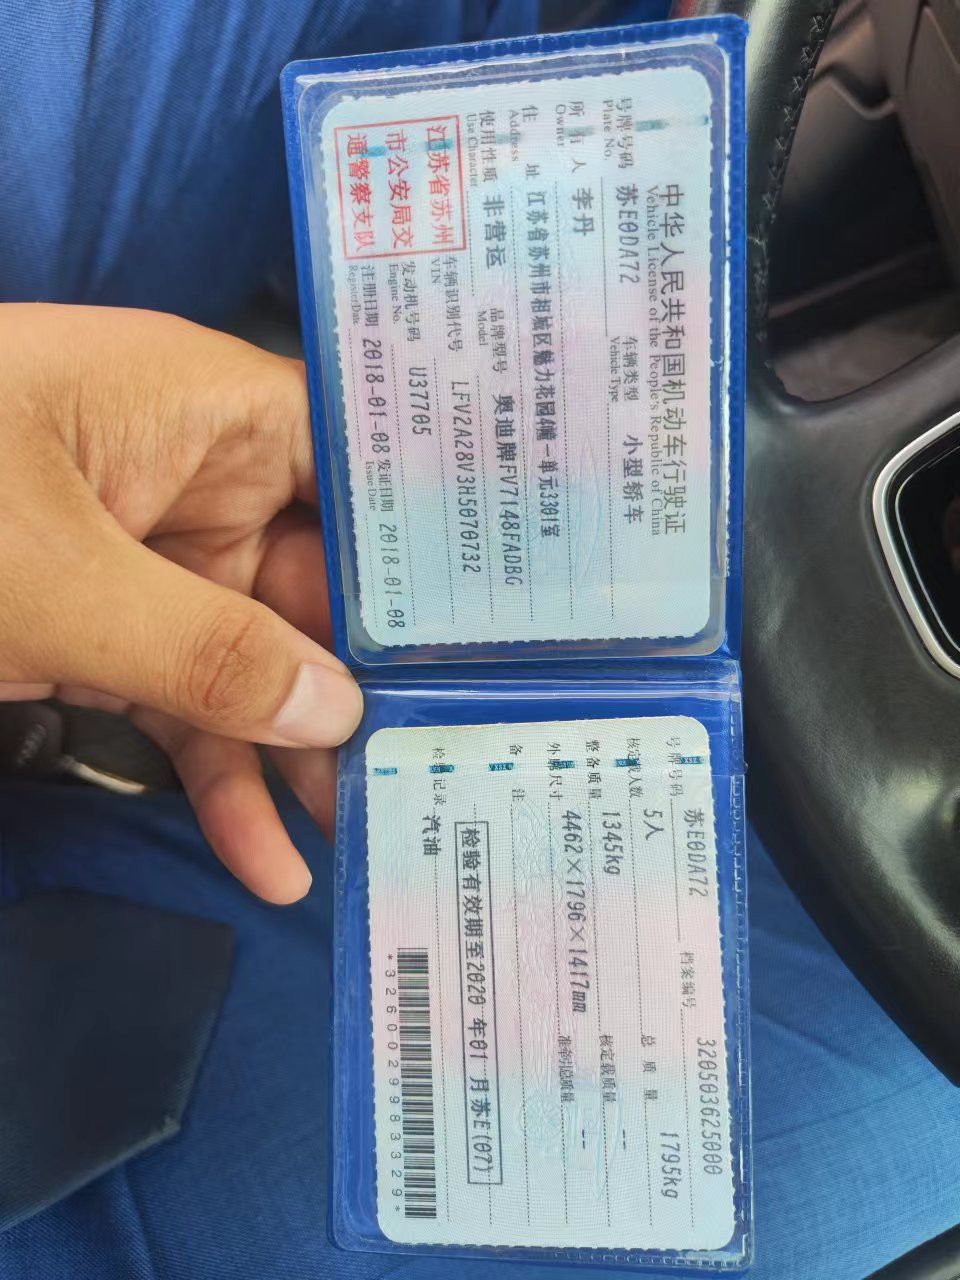 中华人民共和国机动车行驶证
Vehicle License of the People's Republic of China
号牌号码 苏E0DA72 车辆类型 小型轿车
Plate No. Vehicle Type
所有人 李丹
Owner
住址 江苏省苏州市相城区魅力花园4幢一单元3301室
Address
使用性质 非营运 品牌型号 奥迪牌FV7148FADBG
Use Character Model
江苏省苏州
市公安局交
通警察支队
车辆识别代号 LFV2A28V3H5070732
VIN
发动机号码 U37705
Engine No.
注册日期 2018-01-08 发证日期 2018-01-08
Register Date Issue Date
号牌号码 苏E0DA72 档案编号 320503625000
核定载人数 5人 总质量 1795kg
整备质量 1345kg 核定载质量 --
外廓尺寸 4462×1796×1417mm 准牵引总质量 --
备注
检验有效期至2020年01月苏E(07)
检验记录 汽油
*3260029983329*